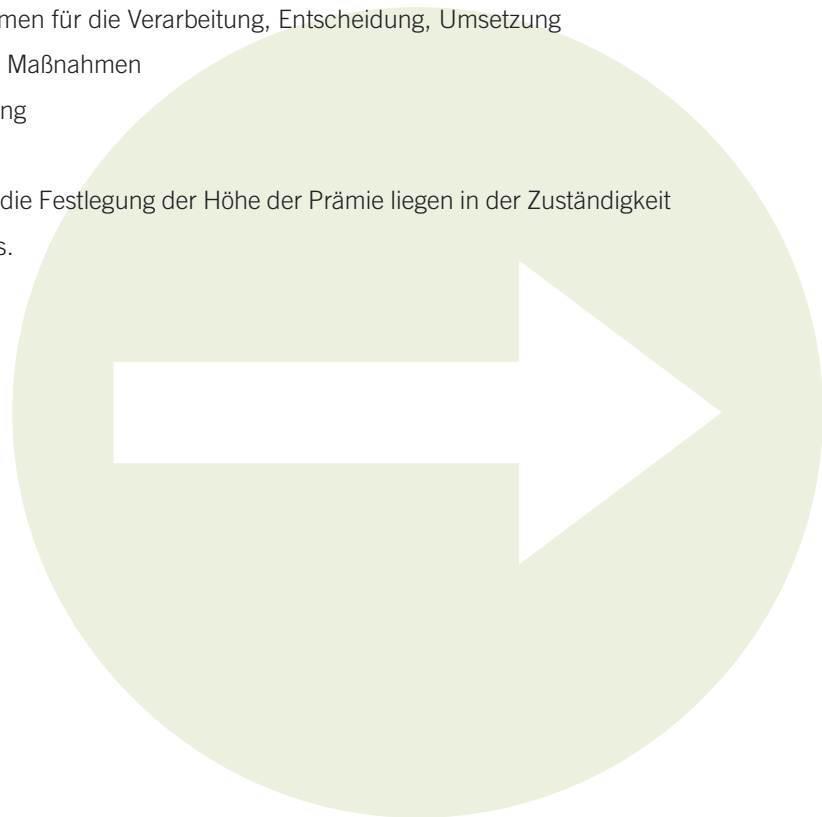 men für die Verarbeitung, Entscheidung, Umsetzung
Maßnahmen
ng
die Festlegung der Höhe der Prämie liegen in der Zuständigkeit
s.